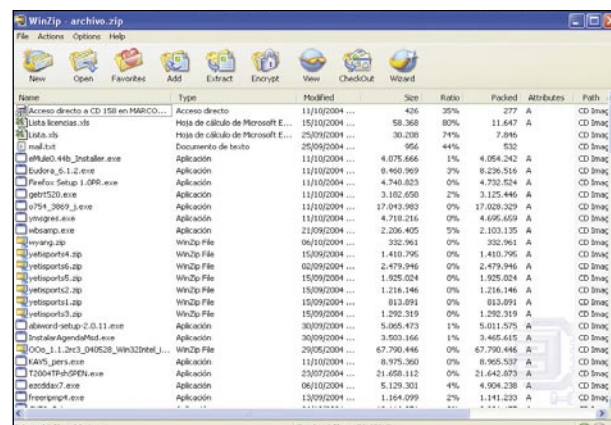 WinZip - archivo.zip
File Actions Options Help
New Open Favorites Add Extract Encrypt View CheckOut Wizard
Name Type Modified Size Ratio Packed Attributes Path
Acceso directo a CD 158 en MARCO... Acceso directo 11/10/2004 ... 426 35% 277 A CD Imag
Lista licencias.xls Hoja de cálculo de Microsoft E... 15/10/2004 ... 58.368 80% 11.647 A CD Imag
Lista.xls Hoja de cálculo de Microsoft E... 25/09/2004 ... 30.208 74% 7.846 CD Imag
mail.txt Documento de texto 25/09/2004 ... 956 44% 532 CD Imag
eMule0.44b_Installer.exe Aplicación 11/10/2004 ... 4.075.666 1% 4.054.242 A CD Imag
Eudora_6.1.2.exe Aplicación 11/10/2004 ... 8.460.969 3% 8.236.516 A CD Imag
Firefox Setup 1.0PR.exe Aplicación 11/10/2004 ... 4.740.823 0% 4.732.524 A CD Imag
getrt520.exe Aplicación 11/10/2004 ... 3.182.658 2% 3.125.446 A CD Imag
o754_3869_j.exe Aplicación 11/10/2004 ... 17.043.983 0% 17.028.329 A CD Imag
ymsgres.exe Aplicación 11/10/2004 ... 4.718.216 0% 4.695.659 A CD Imag
wbsamp.exe Aplicación 21/09/2004 ... 2.206.405 5% 2.103.135 A CD Imag
wyang.zip WinZip File 06/10/2004 ... 332.961 0% 332.961 A CD Imag
yetisports4.zip WinZip File 15/09/2004 ... 1.410.795 0% 1.410.795 A CD Imag
yetisports6.zip WinZip File 02/09/2004 ... 2.479.946 0% 2.479.946 A CD Imag
yetisports5.zip WinZip File 15/09/2004 ... 1.925.024 0% 1.925.024 A CD Imag
yetisports2.zip WinZip File 15/09/2004 ... 1.216.146 0% 1.216.146 A CD Imag
yetisports1.zip WinZip File 15/09/2004 ... 813.891 0% 813.891 A CD Imag
yetisports3.zip WinZip File 15/09/2004 ... 1.292.319 0% 1.292.319 A CD Imag
abiword-setup-2.0.11.exe Aplicación 30/09/2004 ... 5.065.473 1% 5.011.575 A CD Imag
InstalarAgendaMsd.exe Aplicación 30/09/2004 ... 3.503.166 1% 3.465.615 A CD Imag
OOo_1.1.2rc3_040528_Win32Intel_i... WinZip File 29/05/2004 ... 67.790.446 0% 67.790.446 A CD Imag
KAV5_pers.exe Aplicación 11/10/2004 ... 8.975.360 0% 8.965.537 A CD Imag
T2004TPshSPEN.exe Aplicación 23/07/2004 ... 21.658.112 0% 21.642.873 A CD Imag
ezcddax7.exe Aplicación 06/10/2004 ... 5.129.301 4% 4.904.238 A CD Imag
freeripmp4.exe Aplicación 13/09/2004 ... 1.164.099 2% 1.141.233 A CD Imag